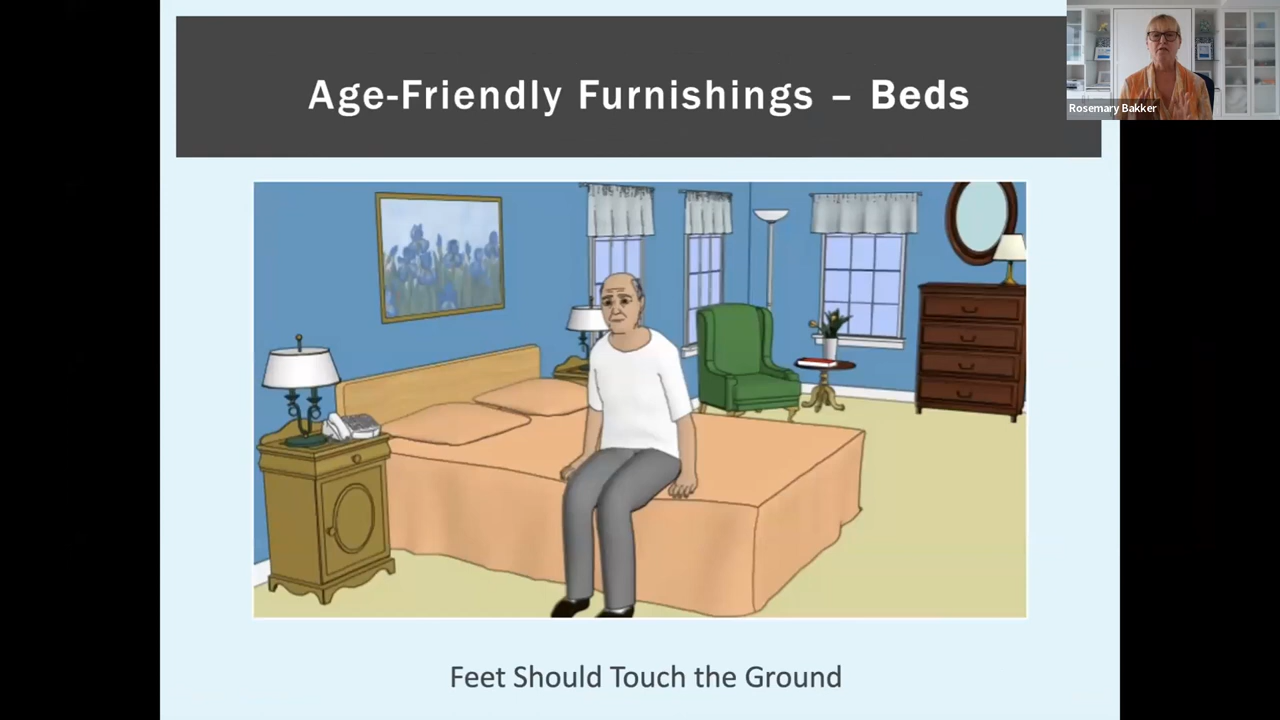 Age-Friendly Furnishings – Beds
Rosemary Bakker
Feet Should Touch the Ground